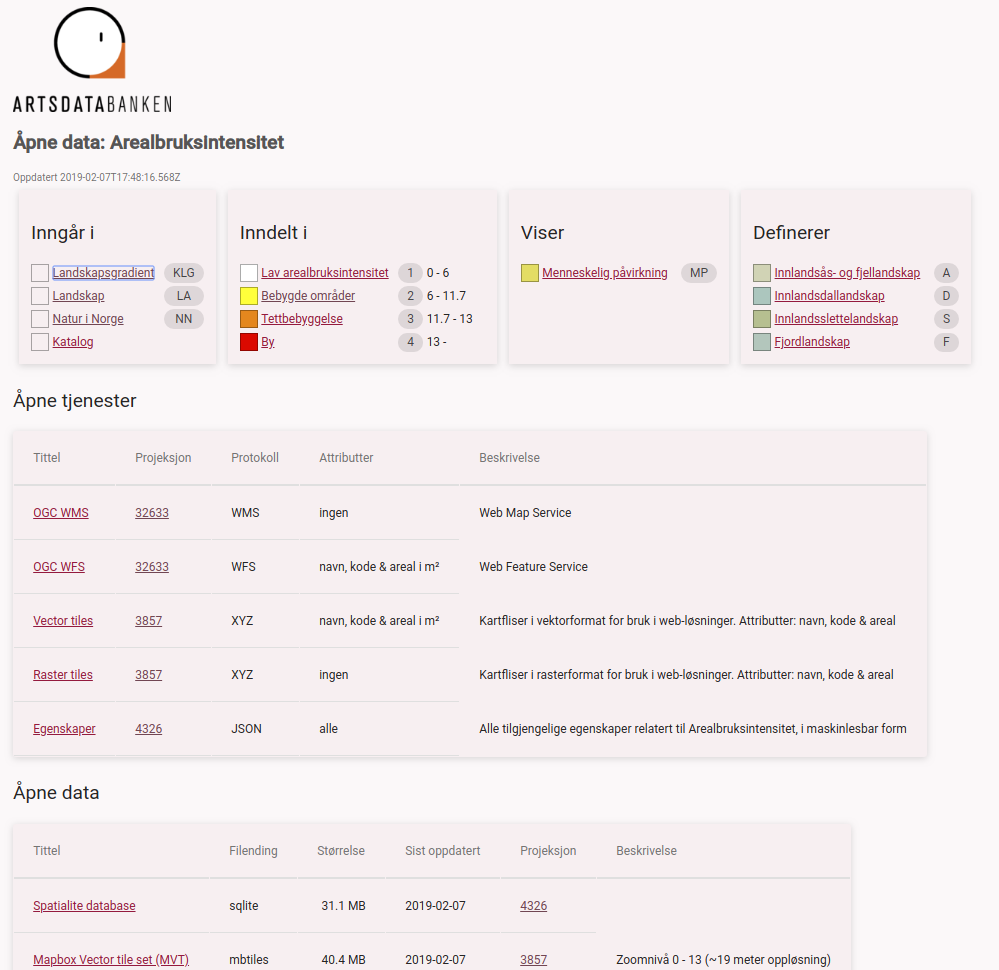 ARTSDATABANKEN
Åpne data: Arealbruksintensitet
Oppdatert 2019-02-07T17:48:16.568Z
Inngår i
Landskapsgradient KLG
Landskap LA
Natur i Norge NN
Katalog
Inndelt i
Lav arealbruksintensitet 1 0 - 6
Bebygde områder 2 6 - 11.7
Tettbebyggelse 3 11.7 - 13
By 4 13 -
Viser
Menneskelig påvirkning MP
Definerer
Innlandsås- og fjellandskap A
Innlandsdallandskap D
Innlandsslettelandskap S
Fjordlandskap F
Åpne tjenester
Tittel Projeksjon Protokoll Attributter Beskrivelse
OGC WMS 32633 WMS ingen Web Map Service
OGC WFS 32633 WFS navn, kode & areal i m² Web Feature Service
Vector tiles 3857 XYZ navn, kode & areal i m² Kartfliser i vektorformat for bruk i web-løsninger. Attributter: navn, kode & areal
Raster tiles 3857 XYZ ingen Kartfliser i rasterformat for bruk i web-løsninger. Attributter: navn, kode & areal
Egenskaper 4326 JSON alle Alle tilgjengelige egenskaper relatert til Arealbruksintensitet, i maskinlesbar form
Åpne data
Tittel Filending Størrelse Sist oppdatert Projeksjon Beskrivelse
Spatialite database sqlite 31.1 MB 2019-02-07 4326
Mapbox Vector tile set (MVT) mbtiles 40.4 MB 2019-02-07 3857 Zoomnivå 0 - 13 (~19 meter oppløsning)